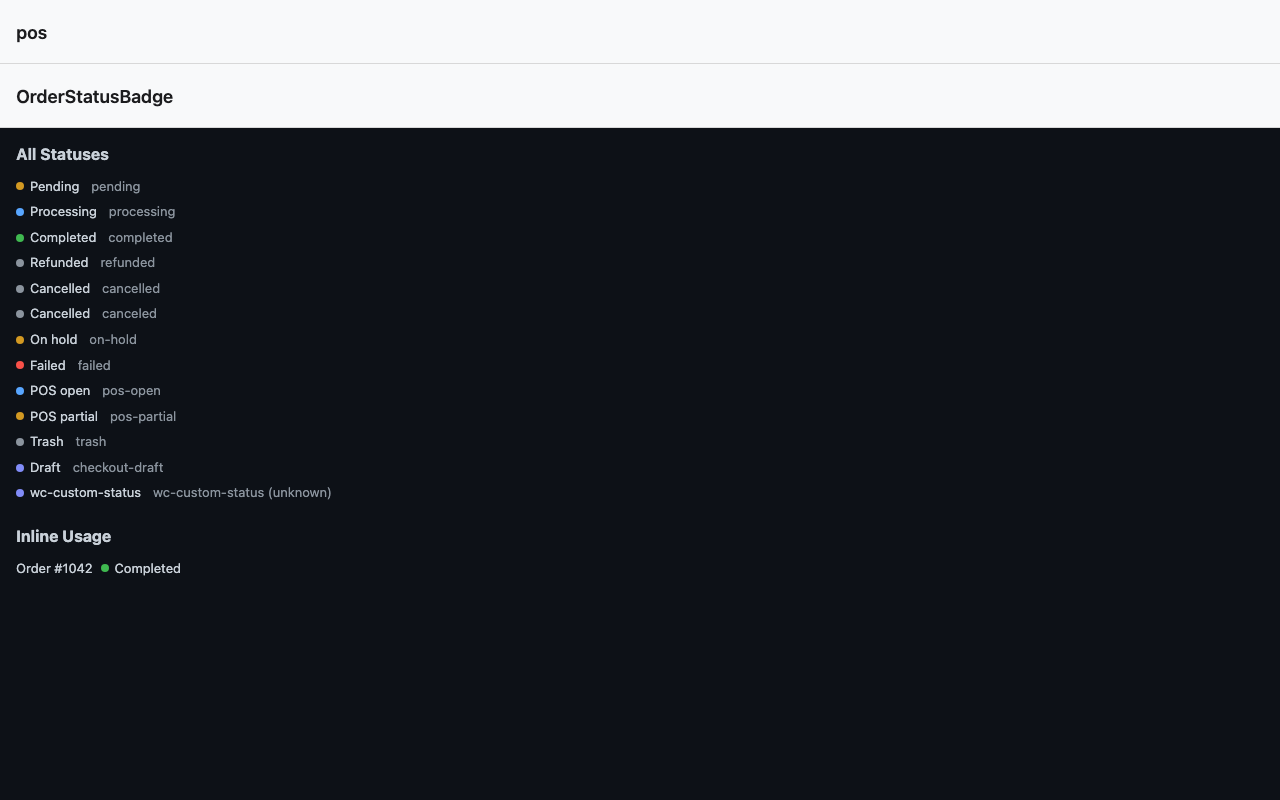 pos
OrderStatusBadge
All Statuses
Pending pending
Processing processing
Completed completed
Refunded refunded
Cancelled cancelled
Cancelled canceled
On hold on-hold
Failed failed
POS open pos-open
POS partial pos-partial
Trash trash
Draft checkout-draft
wc-custom-status wc-custom-status (unknown)
Inline Usage
Order #1042 Completed